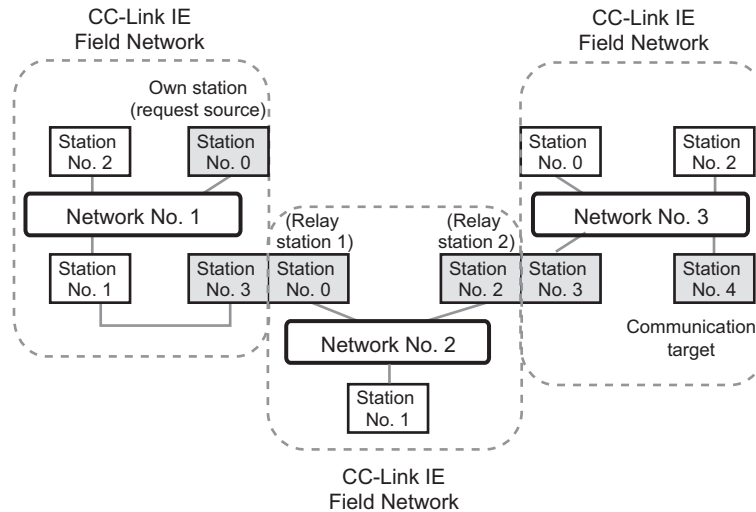 CC-Link IE
Field Network
CC-Link IE
Field Network
Own station
(request source)
Station
No. 2
Station
No. 0
Station
No. 0
Station
No. 2
Network No. 1
Network No. 3
(Relay
station 1)
(Relay
station 2)
Station
No. 1
Station
No. 3
Station
No. 0
Station
No. 2
Station
No. 3
Station
No. 4
Communication
target
Network No. 2
Station
No. 1
CC-Link IE
Field Network